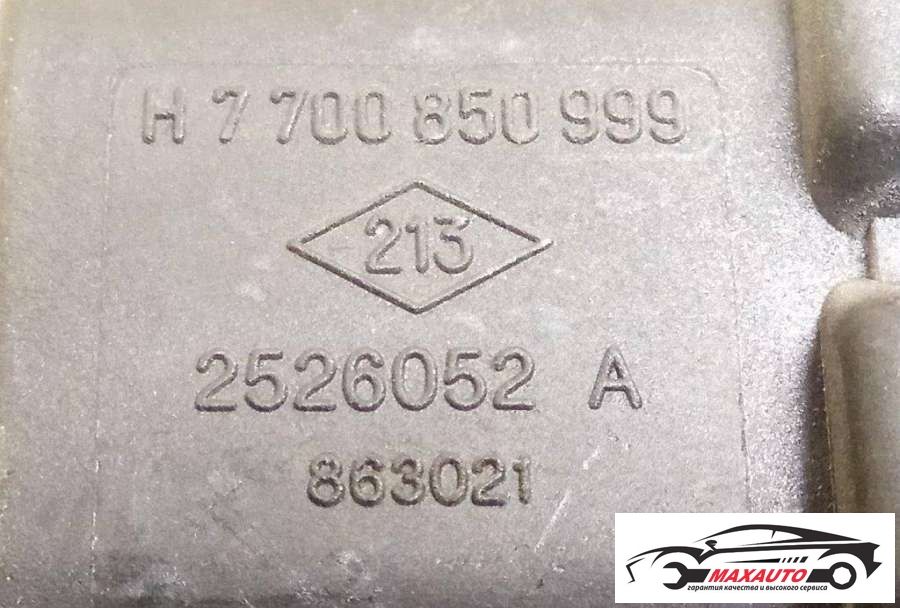 H 7 700 850 999
213
2526052 A
863021
MAXAUTO
гарантия качества и высокого сервиса